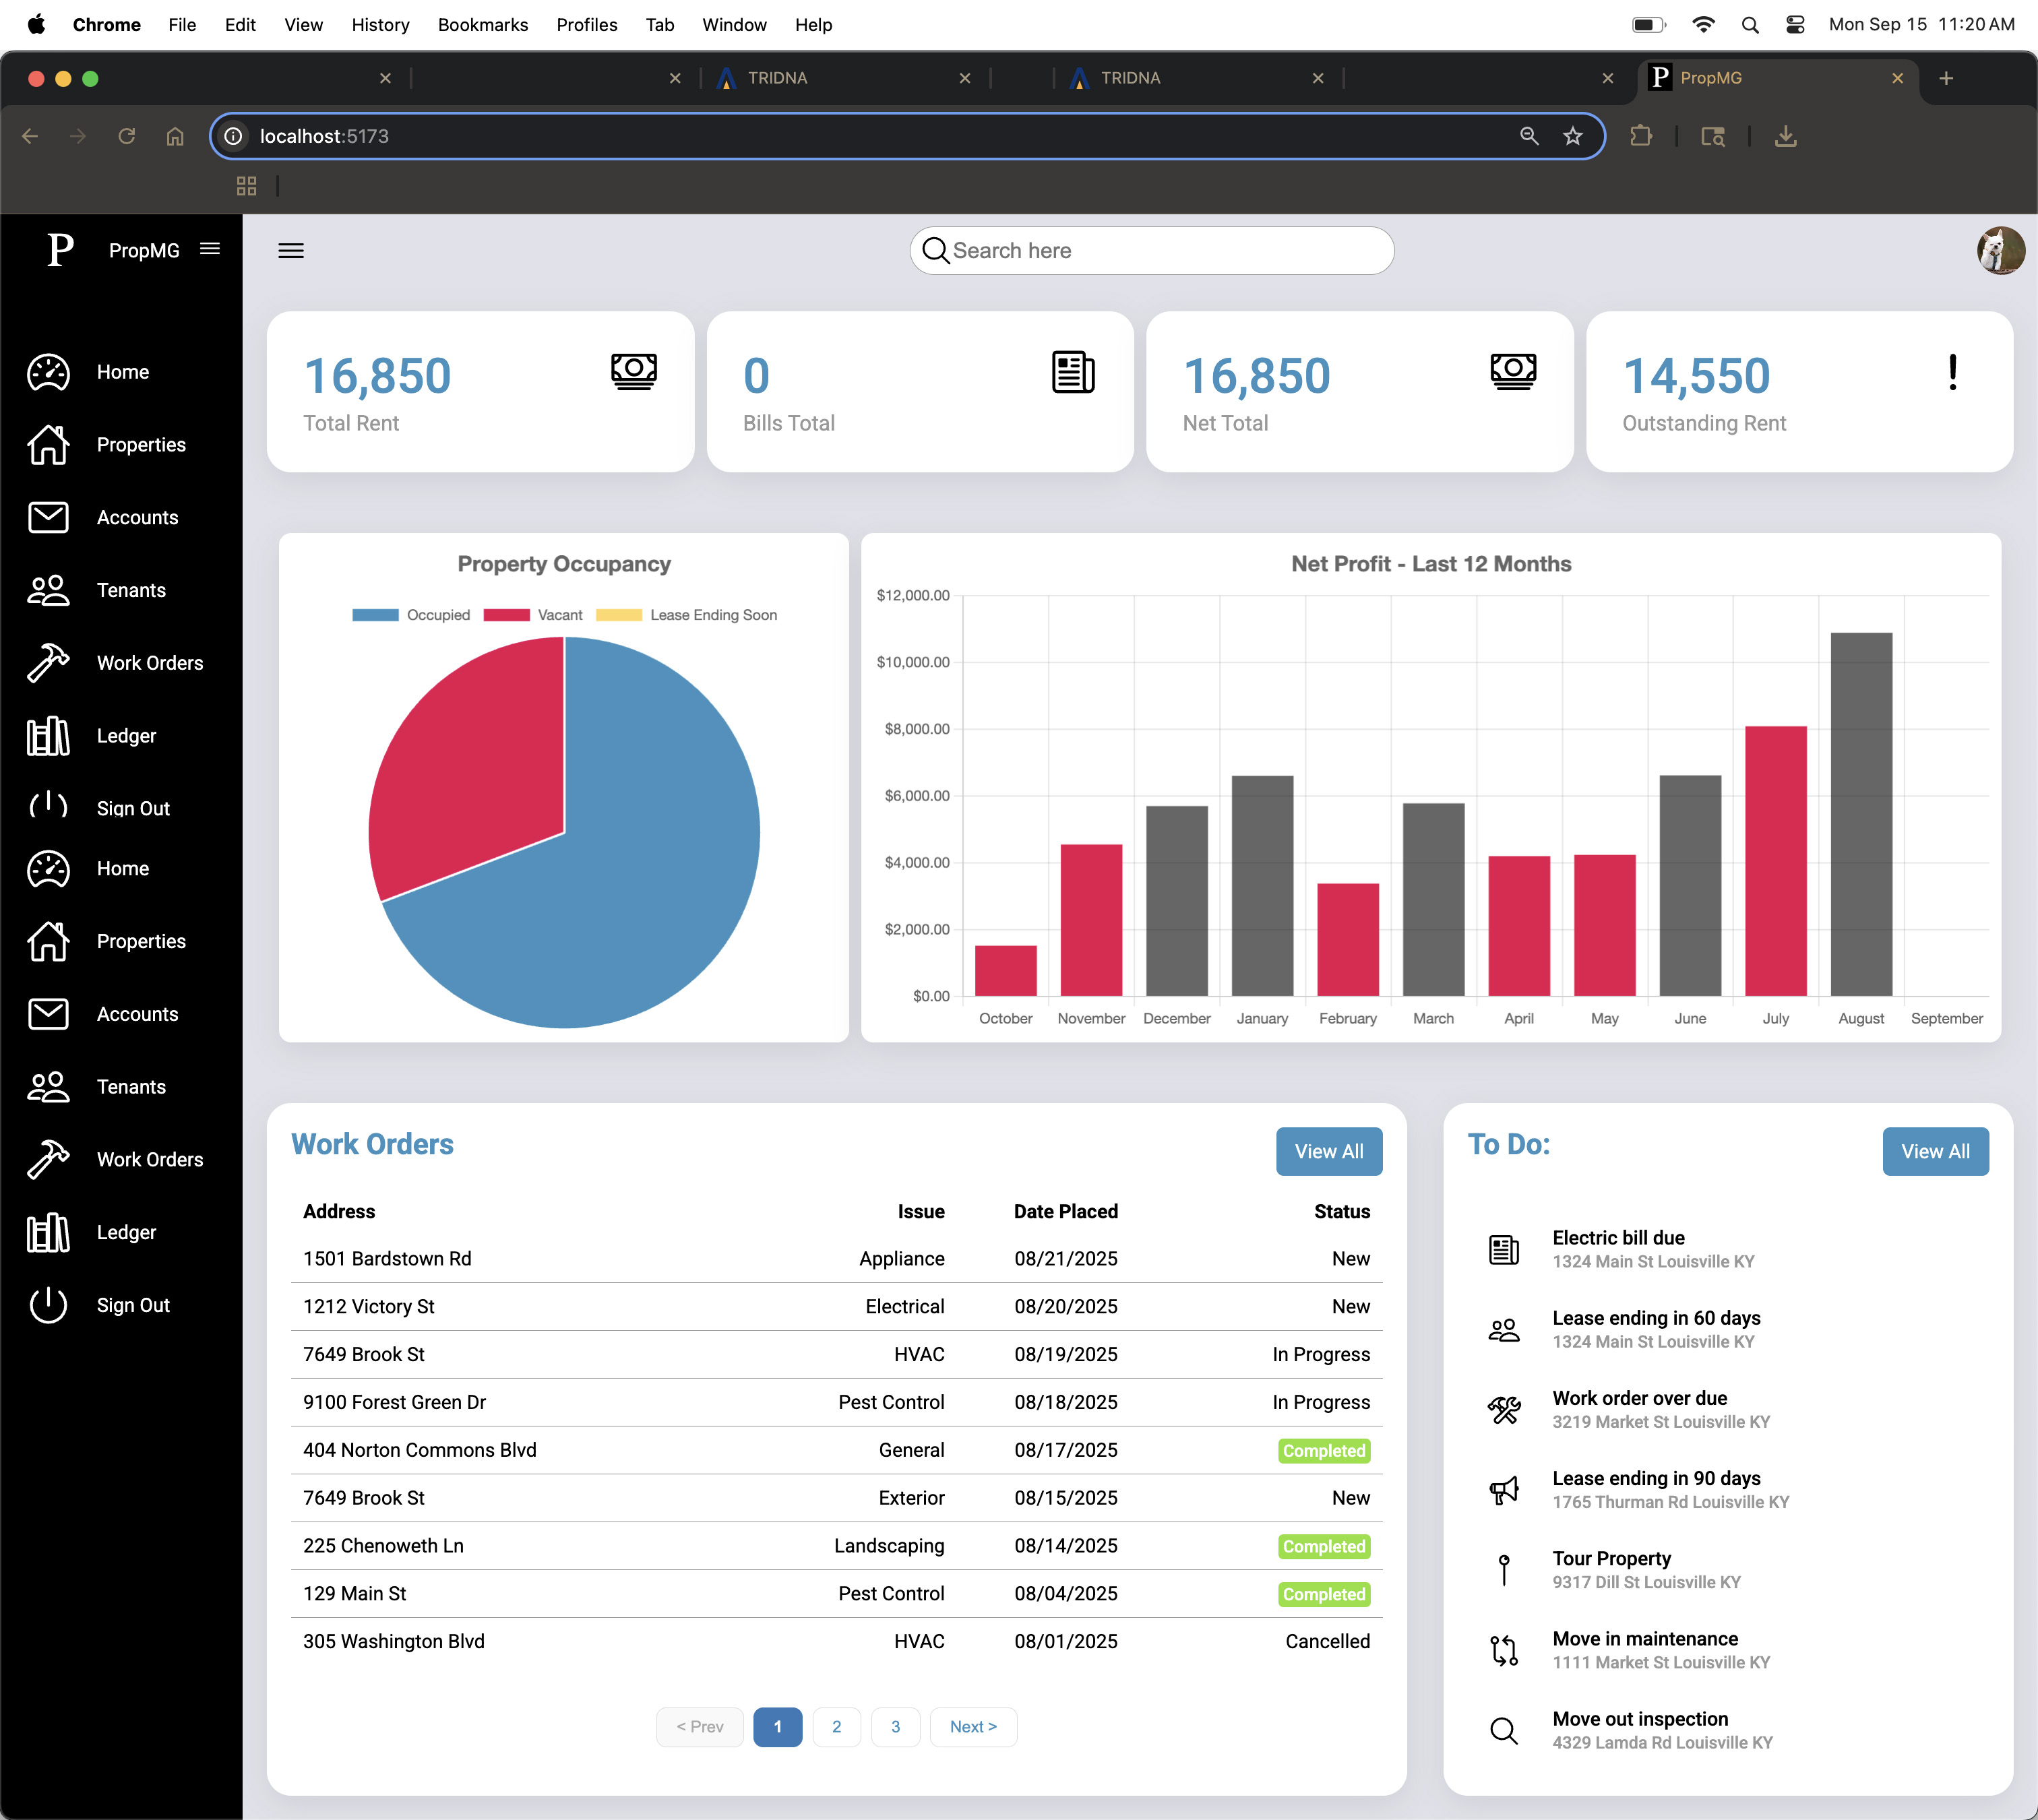 Chrome File Edit View History Bookmarks Profiles Tab Window Help Mon Sep 15 11:20 AM
TRIDNA TRIDNA P PropMG
localhost:5173
P PropMG
Search here
Home
Properties
Accounts
Tenants
Work Orders
Ledger
Sign Out
Home
Properties
Accounts
Tenants
Work Orders
Ledger
Sign Out
16,850
Total Rent
0
Bills Total
16,850
Net Total
14,550
Outstanding Rent
Property Occupancy
Occupied Vacant Lease Ending Soon
Net Profit - Last 12 Months
$12,000.00
$10,000.00
$8,000.00
$6,000.00
$4,000.00
$2,000.00
$0.00
October November December January February March April May June July August September
Work Orders
View All
Address Issue Date Placed Status
1501 Bardstown Rd Appliance 08/21/2025 New
1212 Victory St Electrical 08/20/2025 New
7649 Brook St HVAC 08/19/2025 In Progress
9100 Forest Green Dr Pest Control 08/18/2025 In Progress
404 Norton Commons Blvd General 08/17/2025 Completed
7649 Brook St Exterior 08/15/2025 New
225 Chenoweth Ln Landscaping 08/14/2025 Completed
129 Main St Pest Control 08/04/2025 Completed
305 Washington Blvd HVAC 08/01/2025 Cancelled
< Prev 1 2 3 Next >
To Do:
View All
Electric bill due
1324 Main St Louisville KY
Lease ending in 60 days
1324 Main St Louisville KY
Work order over due
3219 Market St Louisville KY
Lease ending in 90 days
1765 Thurman Rd Louisville KY
Tour Property
9317 Dill St Louisville KY
Move in maintenance
1111 Market St Louisville KY
Move out inspection
4329 Lamda Rd Louisville KY